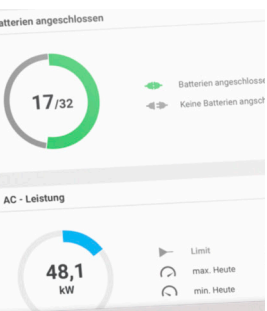 atterien angeschlossen
17/32
Batterien angeschlosse
Keine Batterien angsch
AC - Leistung
48,1
kW
Limit
max. Heute
min. Heute